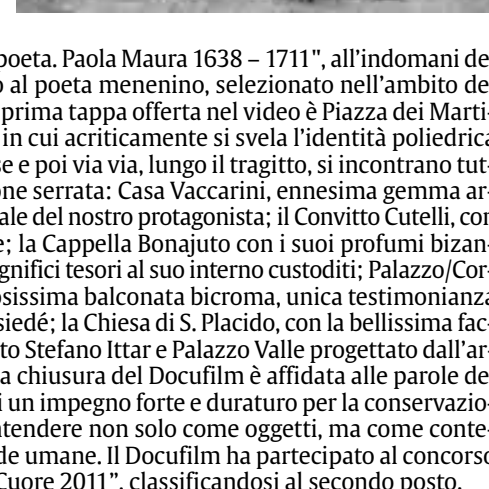 poeta. Paola Maura 1638 – 1711", all’indomani de
al poeta menenino, selezionato nell’ambito de
prima tappa offerta nel video è Piazza dei Marti-
in cui acriticamente si svela l’identità poliedrica
e e poi via via, lungo il tragitto, si incontrano tut-
one serrata: Casa Vaccarini, ennesima gemma ar-
ale del nostro protagonista; il Convitto Cutelli, con
e; la Cappella Bonajuto con i suoi profumi bizan-
gnifici tesori al suo interno custoditi; Palazzo/Cor-
osissima balconata bicroma, unica testimonianza
siedé; la Chiesa di S. Placido, con la bellissima fac-
to Stefano Ittar e Palazzo Valle progettato dall’ar-
a chiusura del Docufilm è affidata alle parole de
i un impegno forte e duraturo per la conservazio-
ntendere non solo come oggetti, ma come conte-
de umane. Il Docufilm ha partecipato al concorso
Cuore 2011”, classificandosi al secondo posto.